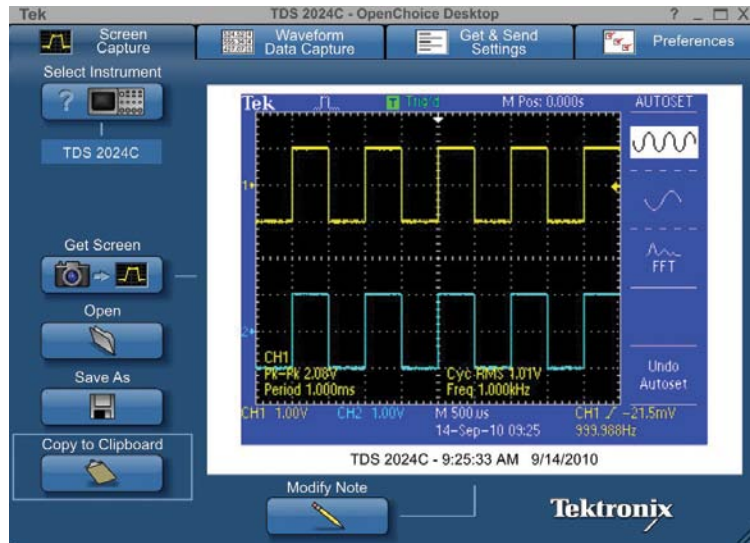 Tek
TDS 2024C - OpenChoice Desktop
? _ □ X
Screen
Capture
Waveform
Data Capture
Get & Send
Settings
Preferences
Select Instrument
?
TDS 2024C
Get Screen
Open
Save As
Copy to Clipboard
Tek
T Trig'd
M Pos: 0.000s
AUTOSET
1
2
FFT
Undo
Autoset
CH1
Pk-Pk 2.08V
Period 1.000ms
Cyc RMS 1.01V
Freq 1.000kHz
CH1 1.00V
CH2 1.00V
M 500us
CH1 -21.5mV
14-Sep-10 09:25
999.988Hz
TDS 2024C - 9:25:33 AM 9/14/2010
Modify Note
Tektronix